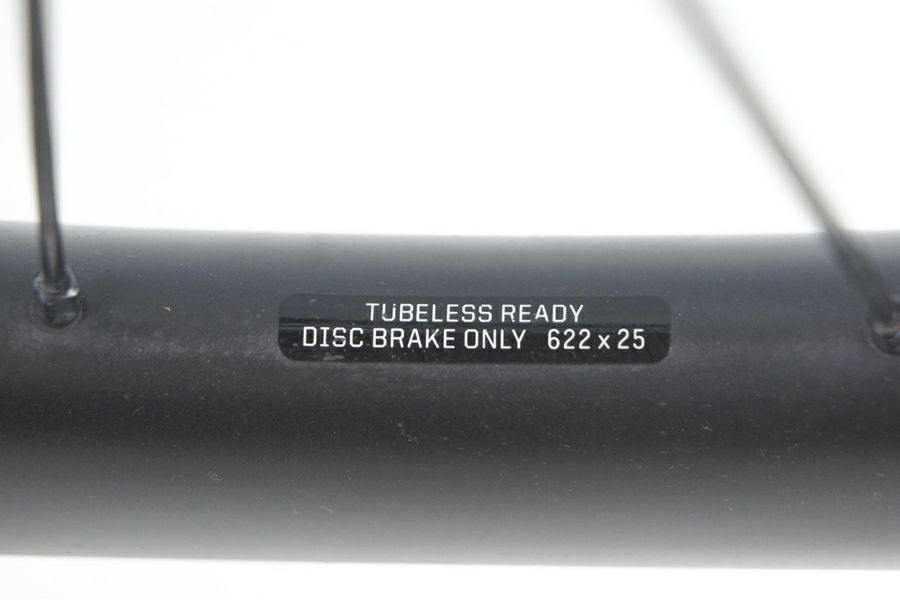 TUBELESS READY
DISC BRAKE ONLY 622 x 25